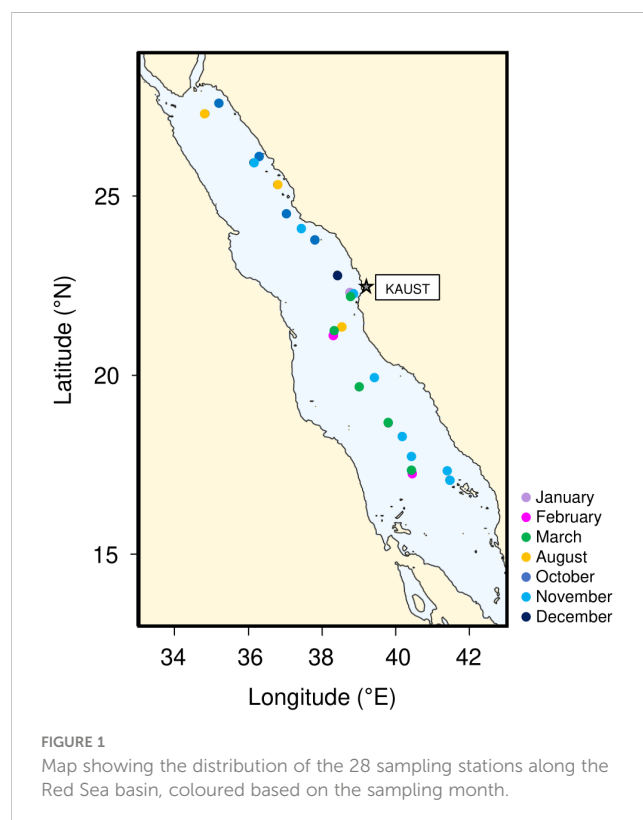 25
20
15
Latitude (°N)
KAUST
January
February
March
August
October
November
December
34 36 38 40 42
Longitude (°E)
FIGURE 1
Map showing the distribution of the 28 sampling stations along the
Red Sea basin, coloured based on the sampling month.